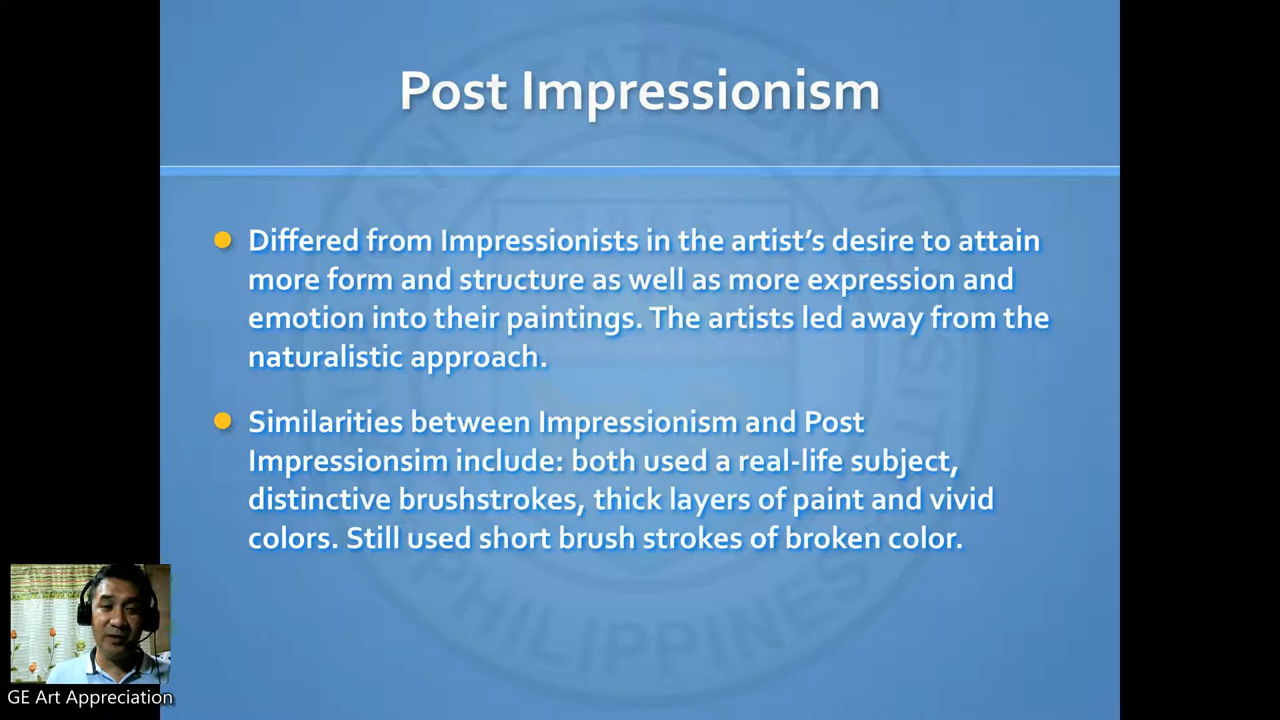 Post Impressionism
Differed from Impressionists in the artist’s desire to attain
more form and structure as well as more expression and
emotion into their paintings. The artists led away from the
naturalistic approach.
Similarities between Impressionism and Post
Impressionsim include: both used a real-life subject,
distinctive brushstrokes, thick layers of paint and vivid
colors. Still used short brush strokes of broken color.
PHILIPPINES
GE Art Appreciation